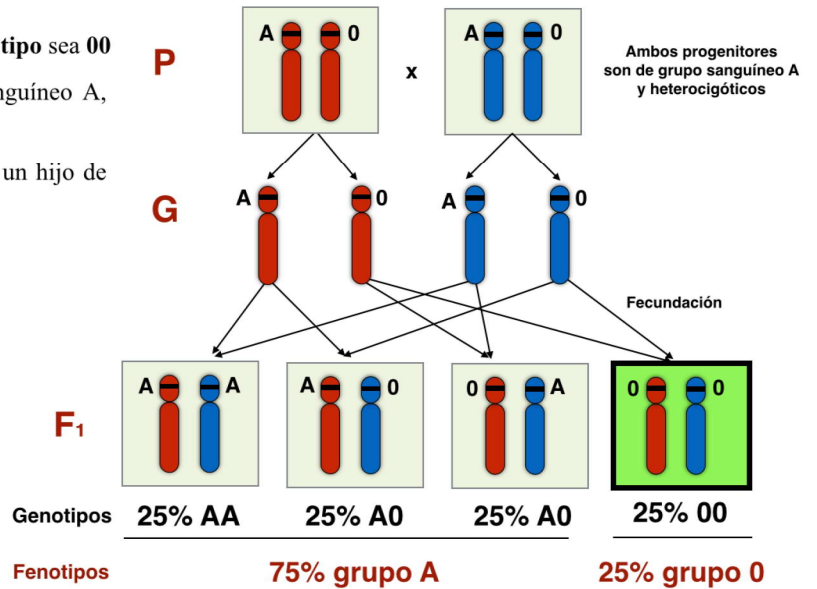 tipo sea 00
nguíneo A,
un hijo de
P
A 0
x
A 0
Ambos progenitores
son de grupo sanguíneo A
y heterocigóticos
G
A 0 A 0
Fecundación
F1
A A
A 0
0 A
0 0
Genotipos 25% AA 25% A0 25% A0 25% 00
Fenotipos 75% grupo A 25% grupo 0